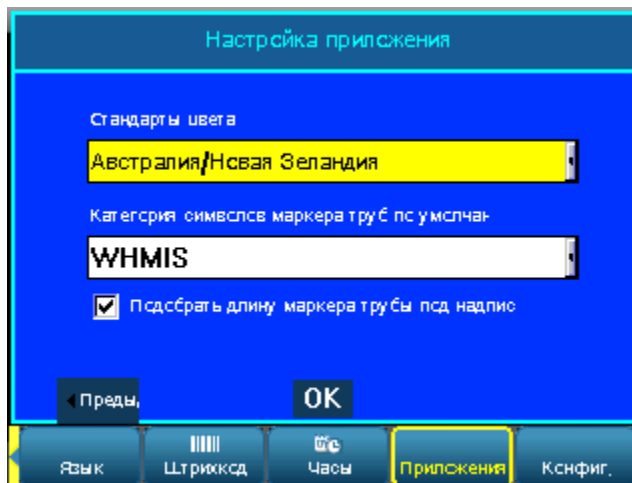 Настройка приложения
Стандарты цвета
Австралия/Новая Зеландия
Категория символов маркера труб по умолчан
WHMIS
Подобрать длину маркера трубы под надпис
Преды,
OK
Язык
Штрихкод
Часы
Приложения
Конфиг.